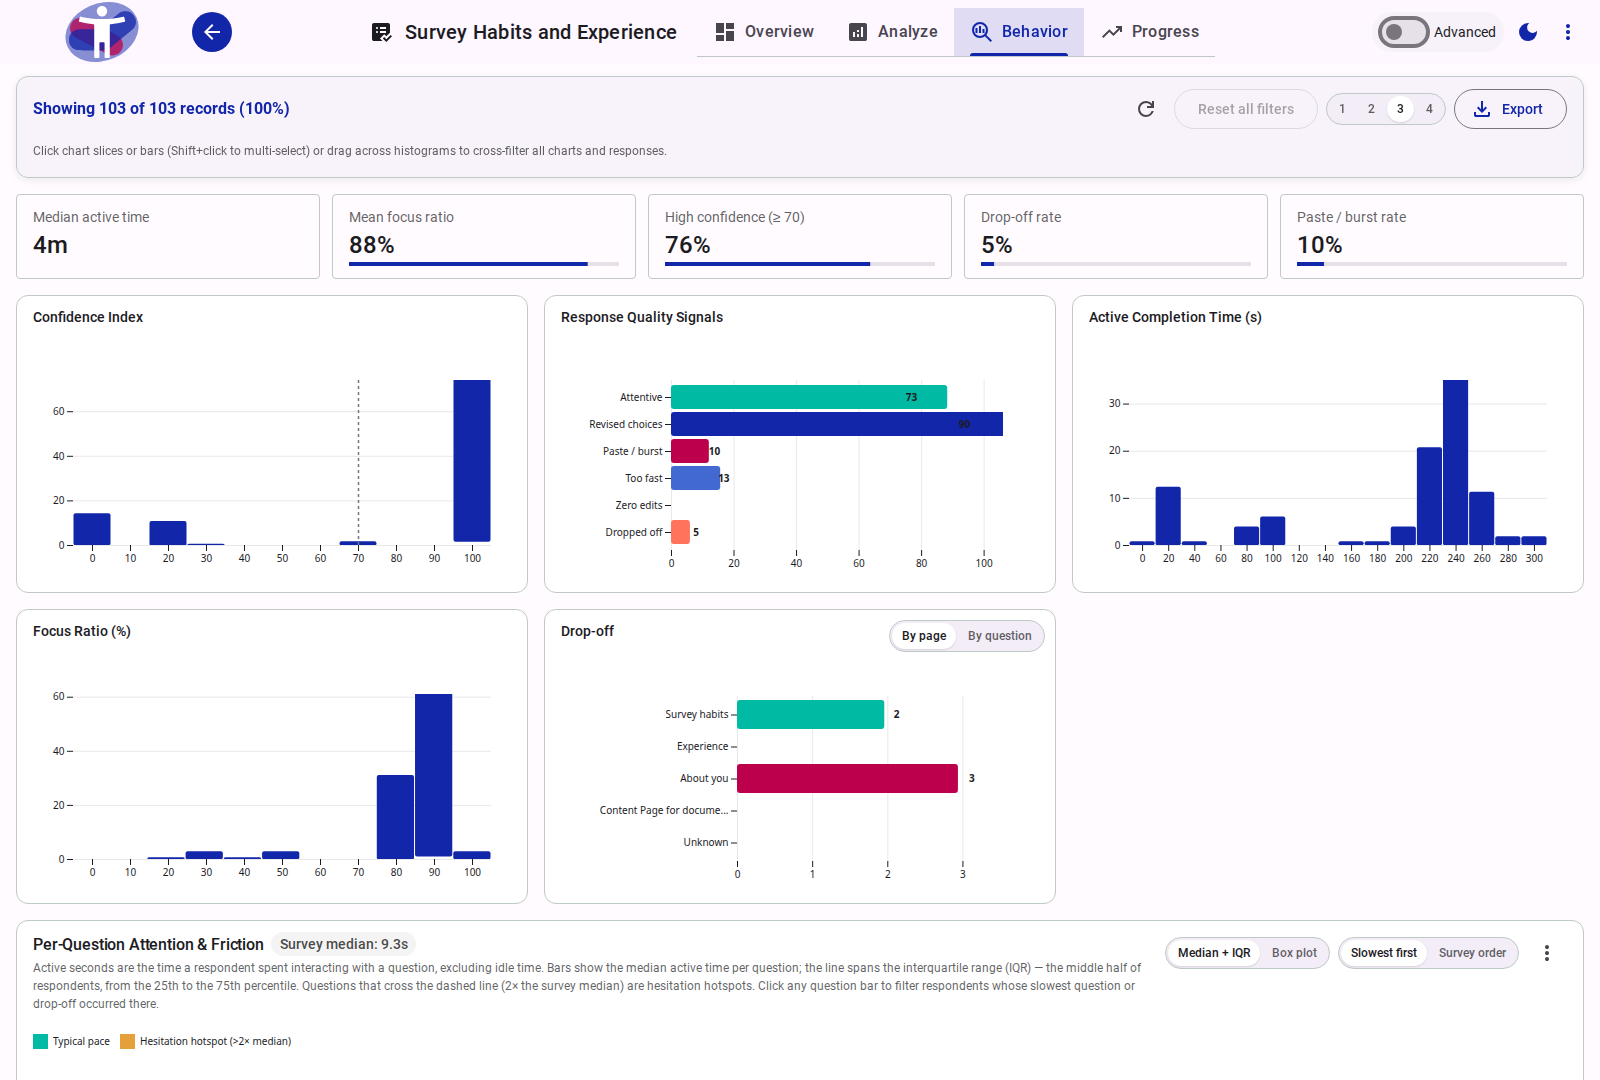 Survey Habits and Experience
Overview
Analyze
Behavior
Progress
Advanced
Showing 103 of 103 records (100%)
Reset all filters
1 2 3 4
Export
Click chart slices or bars (Shift+click to multi-select) or drag across histograms to cross-filter all charts and responses.
Median active time
4m
Mean focus ratio
88%
High confidence (≥ 70)
76%
Drop-off rate
5%
Paste / burst rate
10%
Confidence Index
60
40
20
0
0 10 20 30 40 50 60 70 80 90 100
Response Quality Signals
Attentive 73
Revised choices 90
Paste / burst 10
Too fast 13
Zero edits
Dropped off 5
0 20 40 60 80 100
Active Completion Time (s)
30
20
10
0
0 20 40 60 80 100 120 140 160 180 200 220 240 260 280 300
Focus Ratio (%)
60
40
20
0
0 10 20 30 40 50 60 70 80 90 100
Drop-off
By page By question
Survey habits 2
Experience
About you 3
Content Page for docume...
Unknown
0 1 2 3
Per-Question Attention & Friction
Survey median: 9.3s
Median + IQR Box plot
Slowest first Survey order
Active seconds are the time a respondent spent interacting with a question, excluding idle time. Bars show the median active time per question; the line spans the interquartile range (IQR) — the middle half of
respondents, from the 25th to the 75th percentile. Questions that cross the dashed line (2× the survey median) are hesitation hotspots. Click any question bar to filter respondents whose slowest question or
drop-off occurred there.
Typical pace
Hesitation hotspot (>2× median)